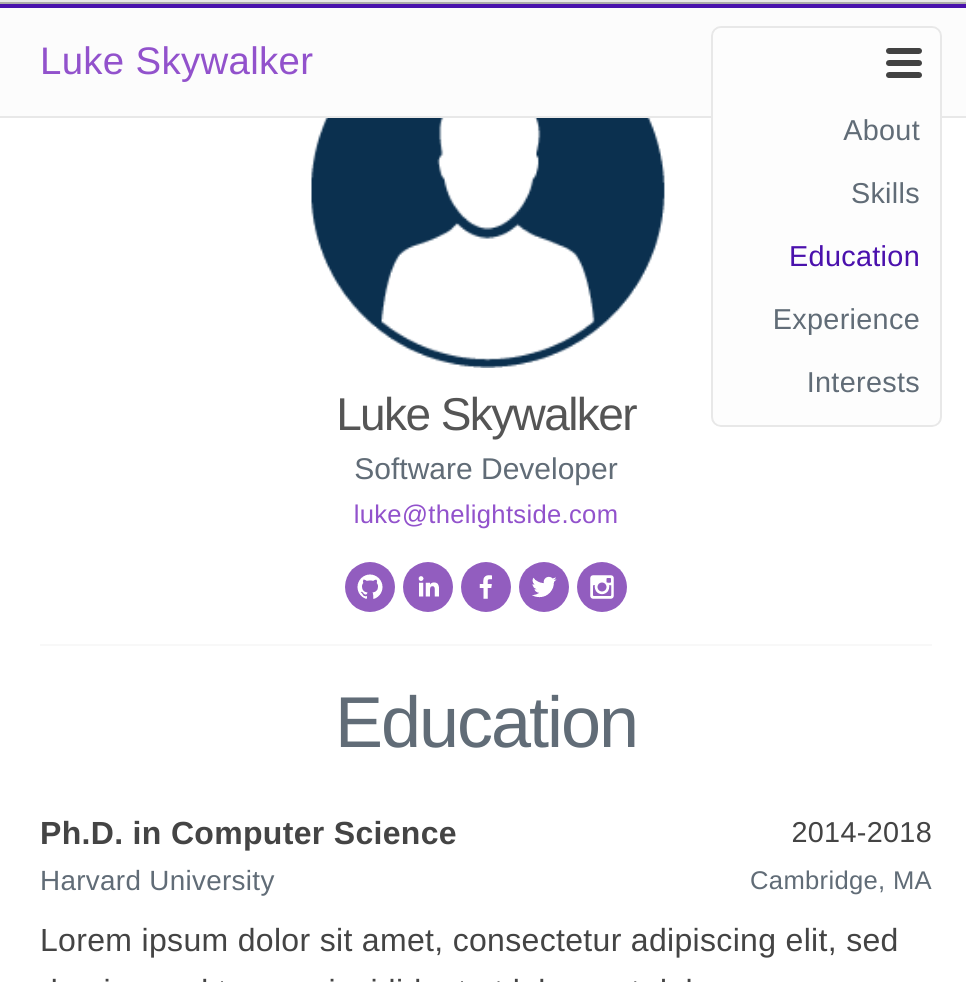 Luke Skywalker
About
Skills
Education
Experience
Interests
Luke Skywalker
Software Developer
luke@thelightside.com
in
Education
Ph.D. in Computer Science 2014-2018
Harvard University Cambridge, MA
Lorem ipsum dolor sit amet, consectetur adipiscing elit, sed